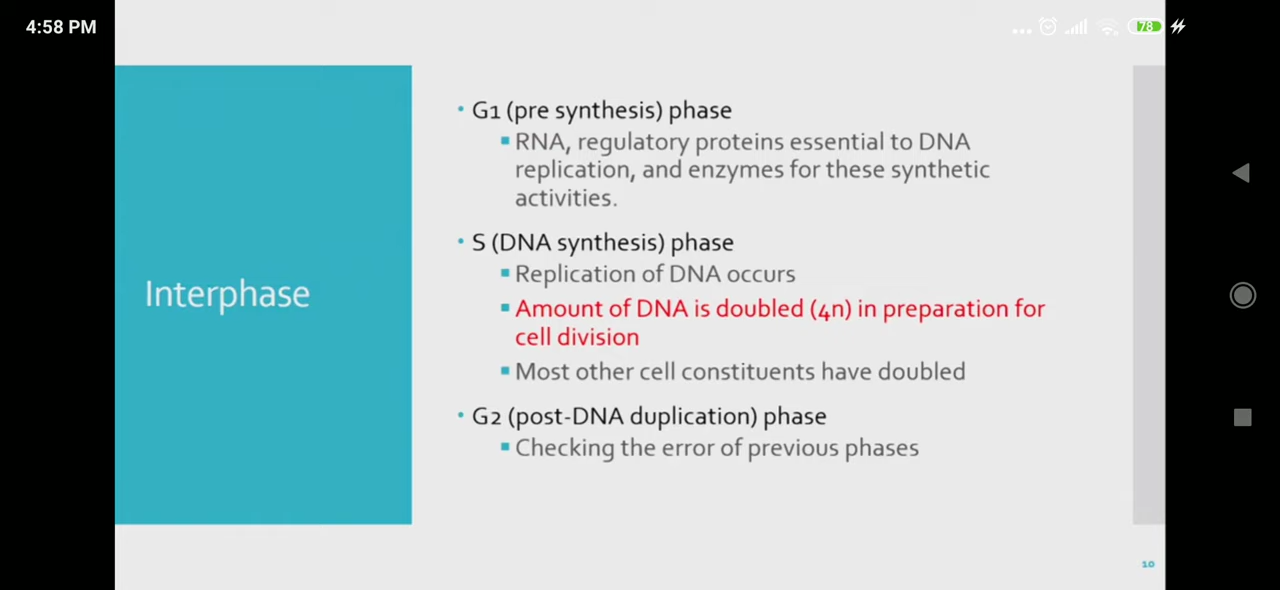 4:58 PM
78
Interphase
• G1 (pre synthesis) phase
▪ RNA, regulatory proteins essential to DNA
replication, and enzymes for these synthetic
activities.
• S (DNA synthesis) phase
▪ Replication of DNA occurs
▪ Amount of DNA is doubled (4n) in preparation for
cell division
▪ Most other cell constituents have doubled
• G2 (post-DNA duplication) phase
▪ Checking the error of previous phases
10